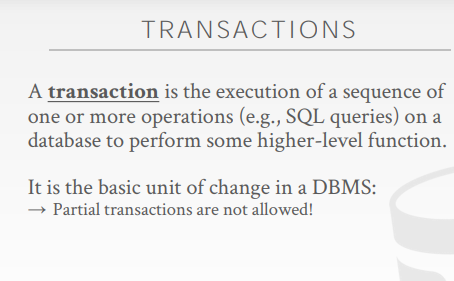 TRANSACTIONS
A transaction is the execution of a sequence of
one or more operations (e.g., SQL queries) on a
database to perform some higher-level function.
It is the basic unit of change in a DBMS:
→ Partial transactions are not allowed!